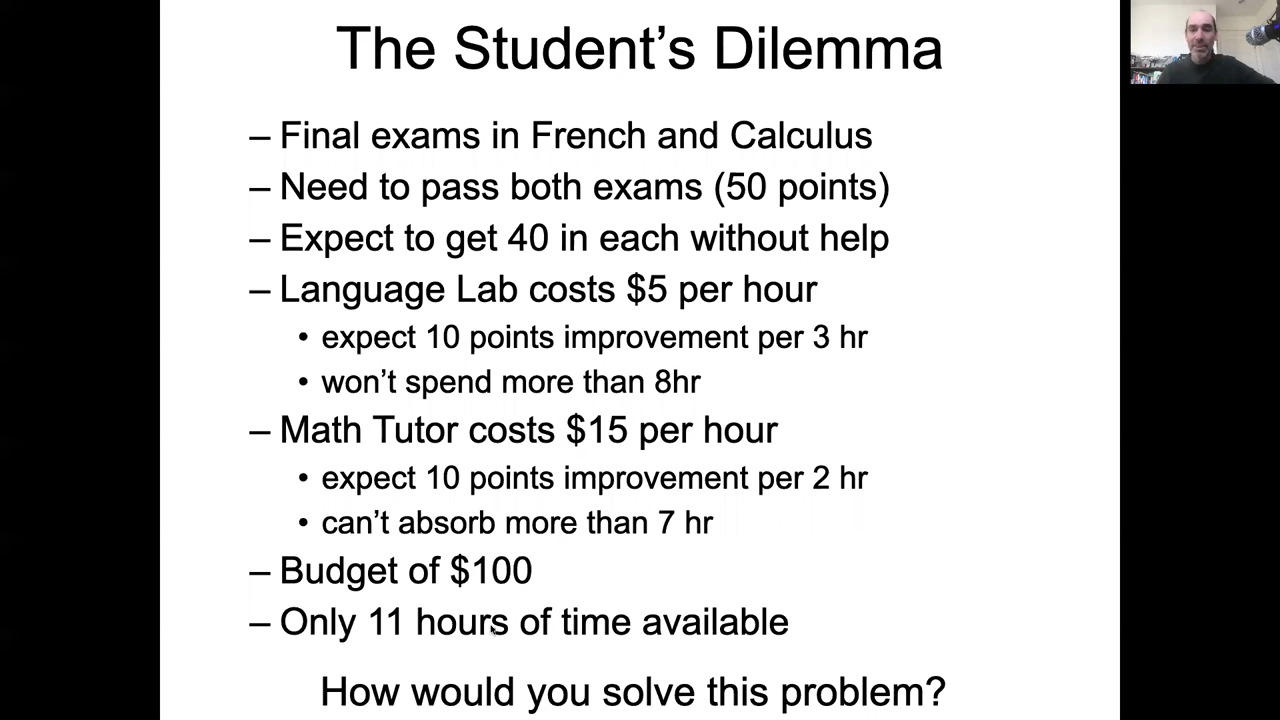 The Student’s Dilemma
– Final exams in French and Calculus
– Need to pass both exams (50 points)
– Expect to get 40 in each without help
– Language Lab costs $5 per hour
• expect 10 points improvement per 3 hr
• won’t spend more than 8hr
– Math Tutor costs $15 per hour
• expect 10 points improvement per 2 hr
• can’t absorb more than 7 hr
– Budget of $100
– Only 11 hours of time available
How would you solve this problem?